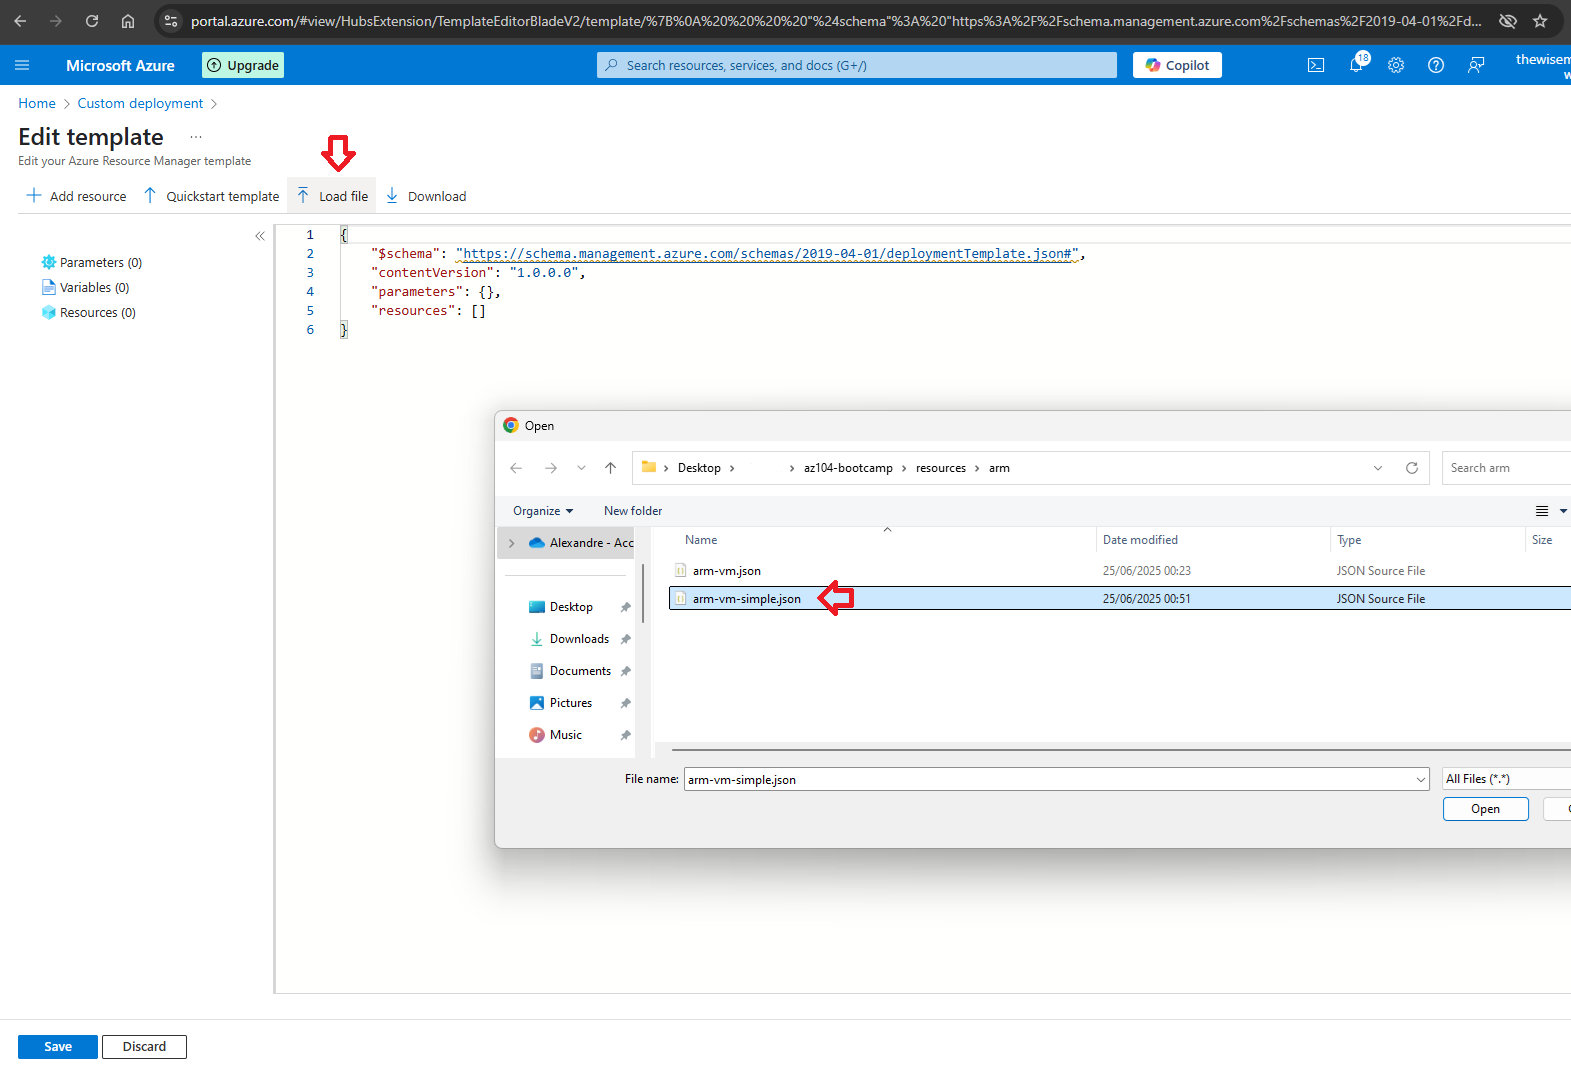 portal.azure.com/#view/HubsExtension/TemplateEditorBladeV2/template/%7B%0A%20%20%20%20"%24schema"%3A%20"https%3A%2F%2Fschema.management.azure.com%2Fschemas%2F2019-04-01%2Fd...
Microsoft Azure
Upgrade
Search resources, services, and docs (G+/)
Copilot
18
thewisem
w
Home > Custom deployment >
Edit template ...
Edit your Azure Resource Manager template
+ Add resource
Quickstart template
Load file
Download
«
Parameters (0)
Variables (0)
Resources (0)
1 {
2 "$schema": "https://schema.management.azure.com/schemas/2019-04-01/deploymentTemplate.json#",
3 "contentVersion": "1.0.0.0",
4 "parameters": {},
5 "resources": []
6 }
Open
> Desktop > > az104-bootcamp > resources > arm
Search arm
Organize
New folder
Alexandre - Acc
Desktop
Downloads
Documents
Pictures
Music
Name Date modified Type Size
arm-vm.json 25/06/2025 00:23 JSON Source File
arm-vm-simple.json 25/06/2025 00:51 JSON Source File
File name: arm-vm-simple.json
All Files (*.*)
Open
Save
Discard